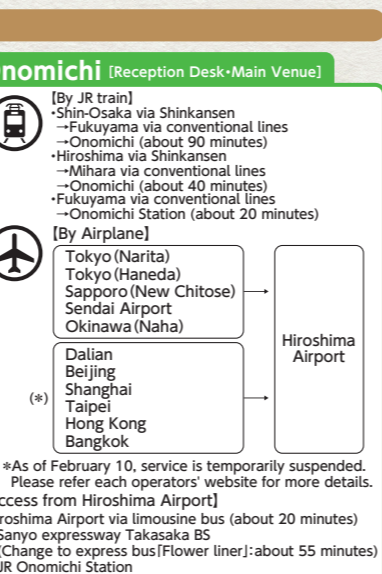 nomichi [Reception Desk・Main Venue]
【By JR train】
・Shin-Osaka via Shinkansen
→Fukuyama via conventional lines
→Onomichi (about 90 minutes)
・Hiroshima via Shinkansen
→Mihara via conventional lines
→Onomichi (about 40 minutes)
・Fukuyama via conventional lines
→Onomichi Station (about 20 minutes)
【By Airplane】
Tokyo (Narita)
Tokyo (Haneda)
Sapporo (New Chitose)
Sendai Airport
Okinawa (Naha)
→
Hiroshima
Airport
(*)
Dalian
Beijing
Shanghai
Taipei
Hong Kong
Bangkok
→
*As of February 10, service is temporarily suspended.
Please refer each operators' website for more details.
ccess from Hiroshima Airport】
roshima Airport via limousine bus (about 20 minutes)
Sanyo expressway Takasaka BS
(Change to express bus「Flower liner」:about 55 minutes)
JR Onomichi Station